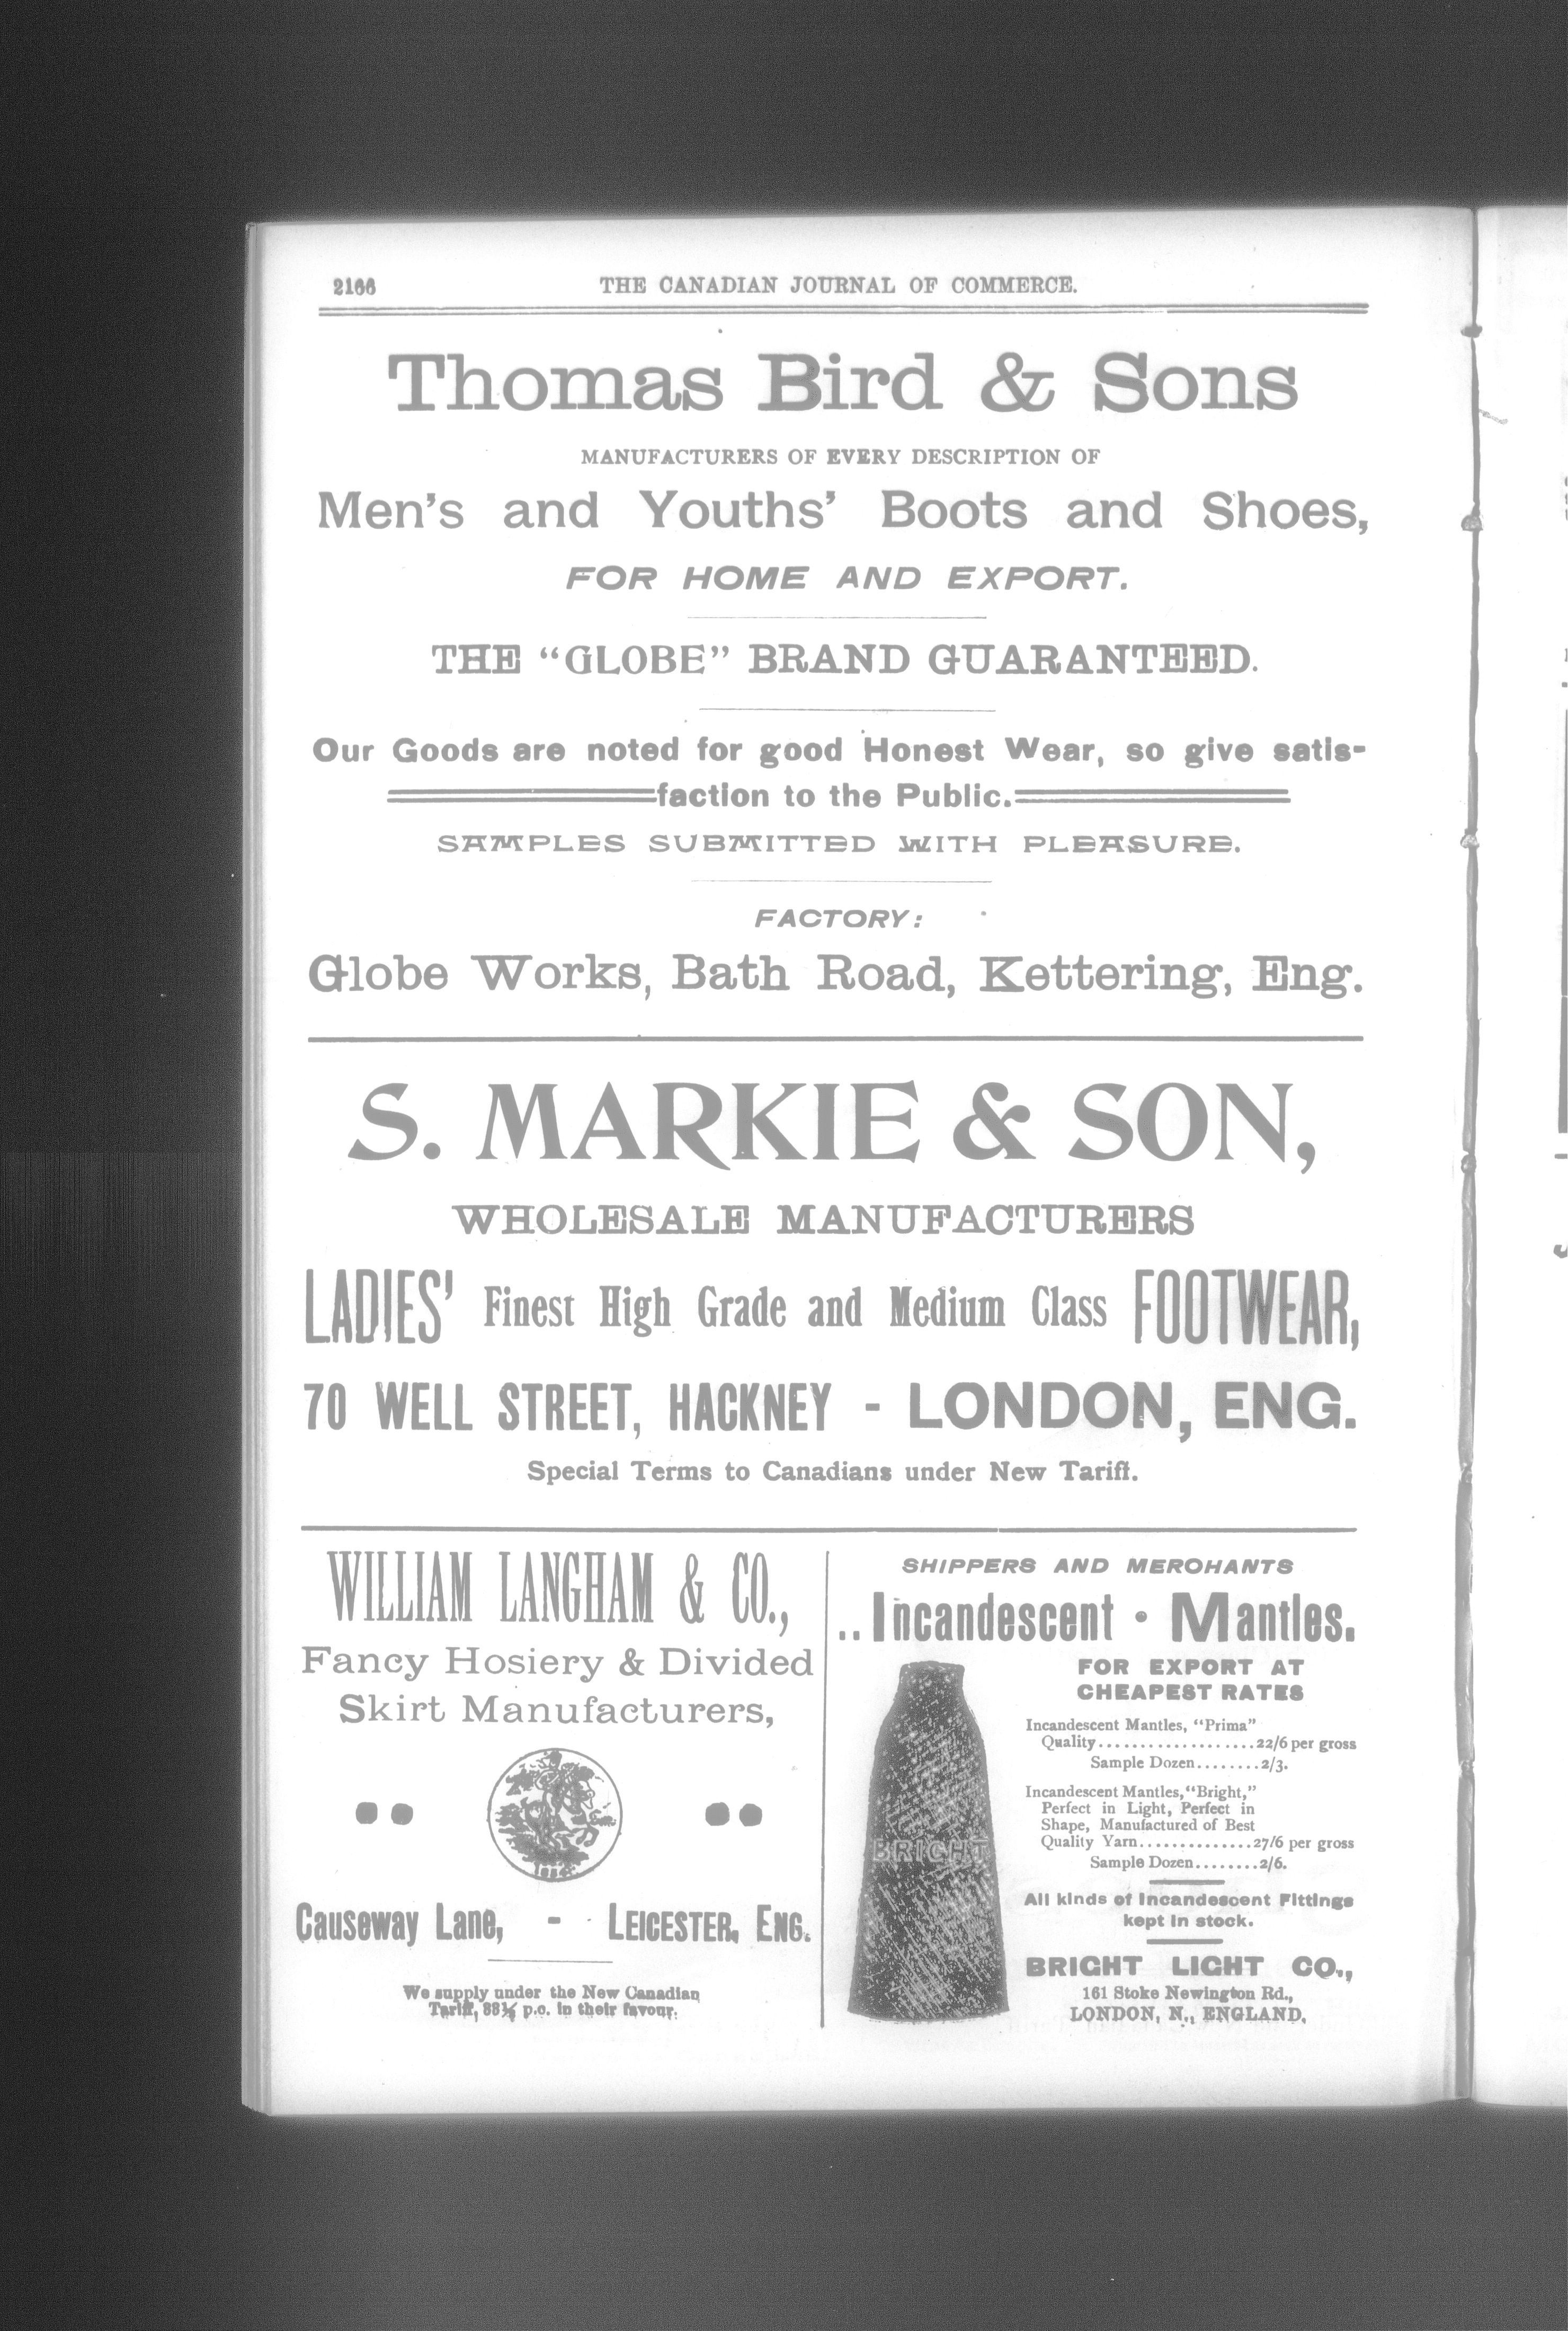 2166
THE CANADIAN JOURNAL OF COMMERCE.
Thomas Bird & Sons
MANUFACTURERS OF EVERY DESCRIPTION OF
Men's and Youths' Boots and Shoes,
FOR HOME AND EXPORT.
THE "GLOBE" BRAND GUARANTEED.
Our Goods are noted for good Honest Wear, so give satis-
faction to the Public.
SAMPLES SUBMITTED WITH PLEASURE.
FACTORY:
Globe Works, Bath Road, Kettering, Eng.
S. MARKIE & SON,
WHOLESALE MANUFACTURERS
LADIES' Finest High Grade and Medium Class FOOTWEAR,
70 WELL STREET, HACKNEY - LONDON, ENG.
Special Terms to Canadians under New Tariff.
WILLIAM LANGHAM & CO.,
Fancy Hosiery & Divided
Skirt Manufacturers,
Causeway Lane, - LEICESTER, ENG.
We supply under the New Canadian
Tariff, 33⅓ p.c. in their favour.
SHIPPERS AND MERCHANTS
..Incandescent · Mantles.
FOR EXPORT AT
CHEAPEST RATES
BRIGHT
Incandescent Mantles, "Prima"
Quality...................22/6 per gross
Sample Dozen........2/3.
Incandescent Mantles, "Bright,"
Perfect in Light, Perfect in
Shape, Manufactured of Best
Quality Yarn..............27/6 per gross
Sample Dozen........2/6.
All kinds of Incandescent Fittings
kept in stock.
BRIGHT LIGHT CO.,
161 Stoke Newington Rd.,
LONDON, N., ENGLAND.